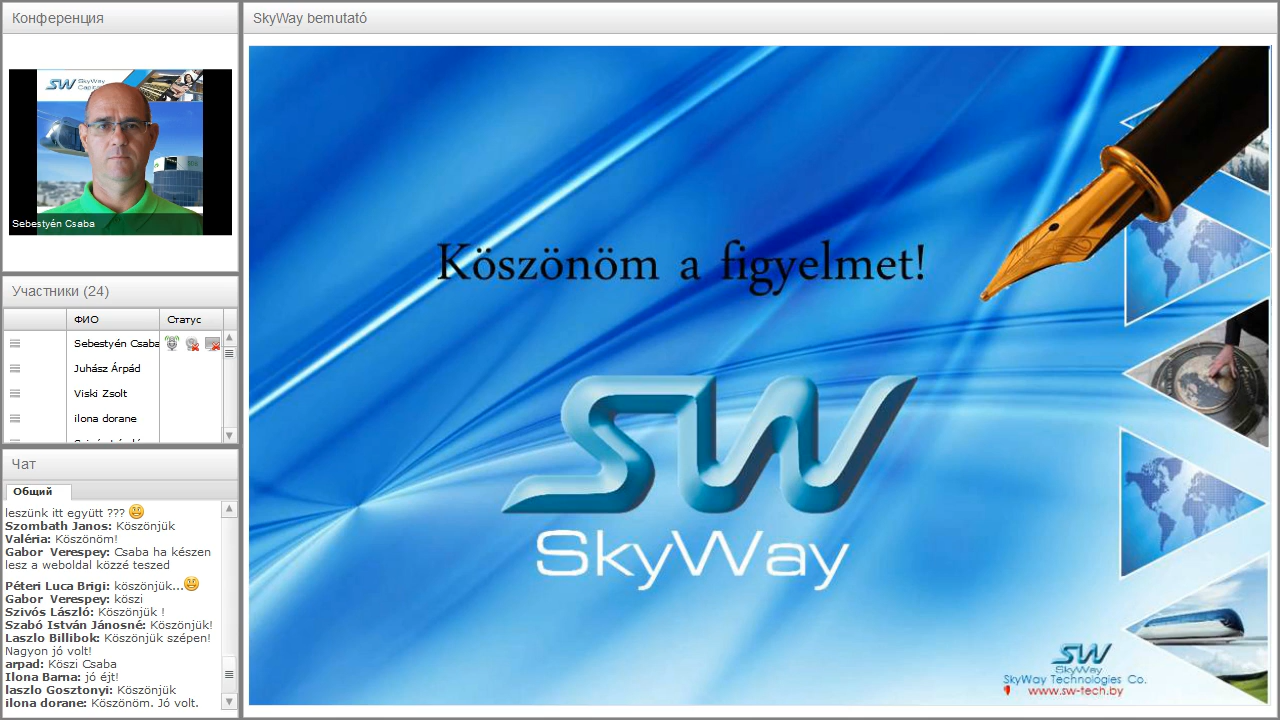 Конференция
SkyWay Capital
Sebestyén Csaba
Участники (24)
ФИО
Статус
Sebestyén Csaba
Juhász Árpád
Viski Zsolt
ilona dorane
Чат
Общий
leszünk itt együtt ???
Szombath Janos: Köszönjük
Valéria: Köszönöm!
Gabor Verespey: Csaba ha készen
lesz a weboldal közzé teszed
Péteri Luca Brigi: köszönjük...
Gabor Verespey: köszi
Szivós László: Köszönjük !
Szabó István Jánosné: Köszönjük!
Laszlo Billibok: Köszönjük szépen!
Nagyon jó volt!
arpad: Köszi Csaba
Ilona Barna: jó éjt!
laszlo Gosztonyi: Köszönjük
ilona dorane: Köszönöm. Jó volt.
SkyWay bemutató
Köszönöm a figyelmet!
SW
SkyWay
SW
SkyWay
SkyWay Technologies Co.
www.sw-tech.by